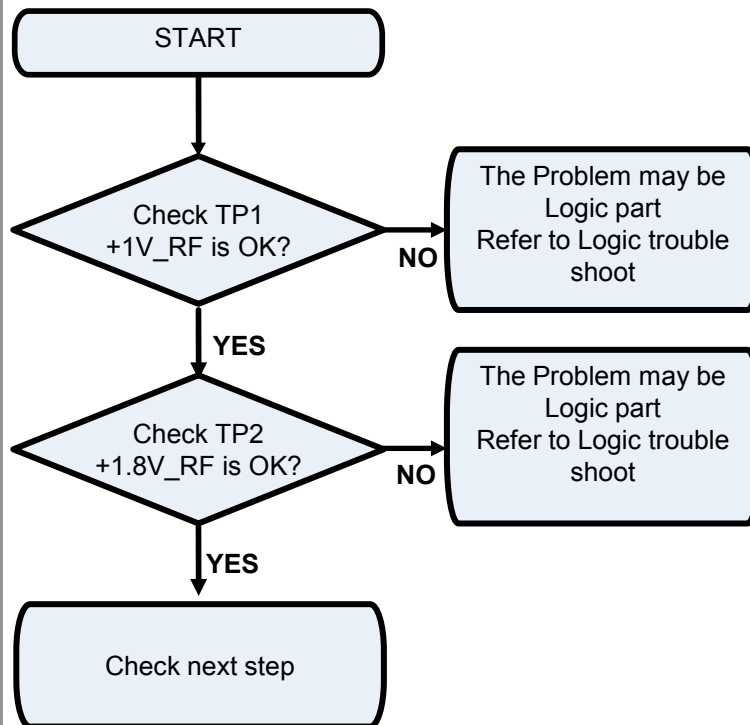 START
Check TP1
+1V_RF is OK?
NO
The Problem may be
Logic part
Refer to Logic trouble
shoot
YES
Check TP2
+1.8V_RF is OK?
NO
The Problem may be
Logic part
Refer to Logic trouble
shoot
YES
Check next step